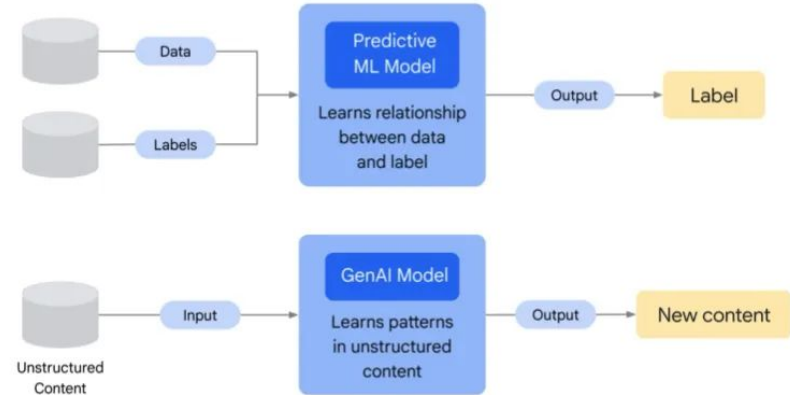 Data
Labels
Predictive
ML Model
Learns relationship
between data
and label
Output
Label
Unstructured
Content
Input
GenAI Model
Learns patterns
in unstructured
content
Output
New content